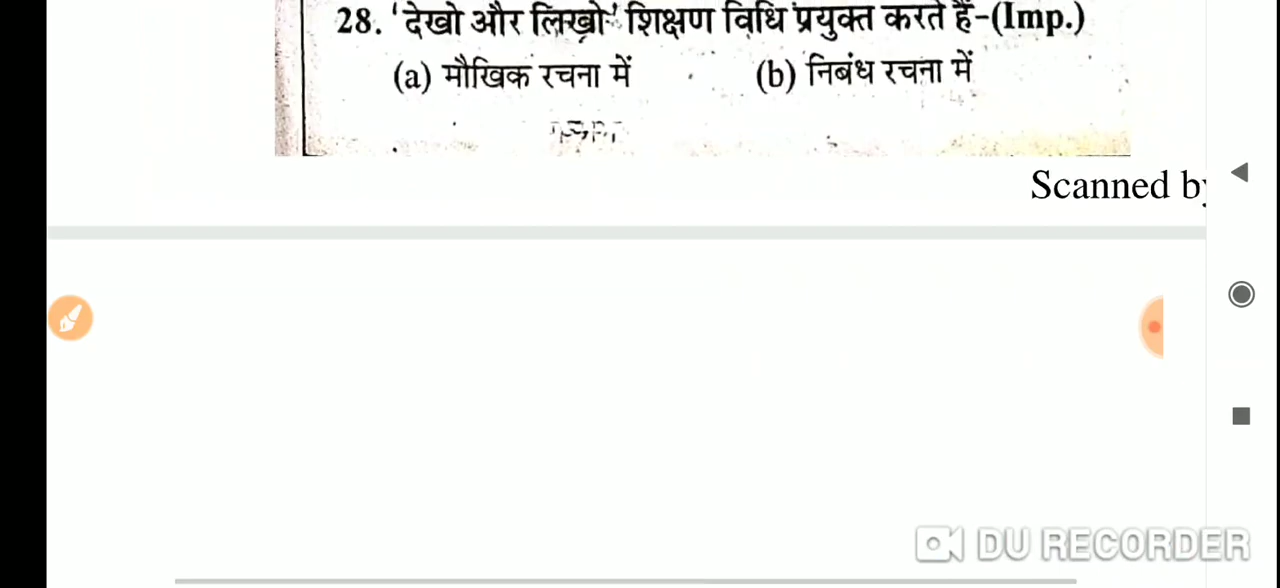 28. 'देखो और लिखो' शिक्षण विधि प्रयुक्त करते हैं-(Imp.)
(a) मौखिक रचना में (b) निबंध रचना में
Scanned by
DU RECORDER